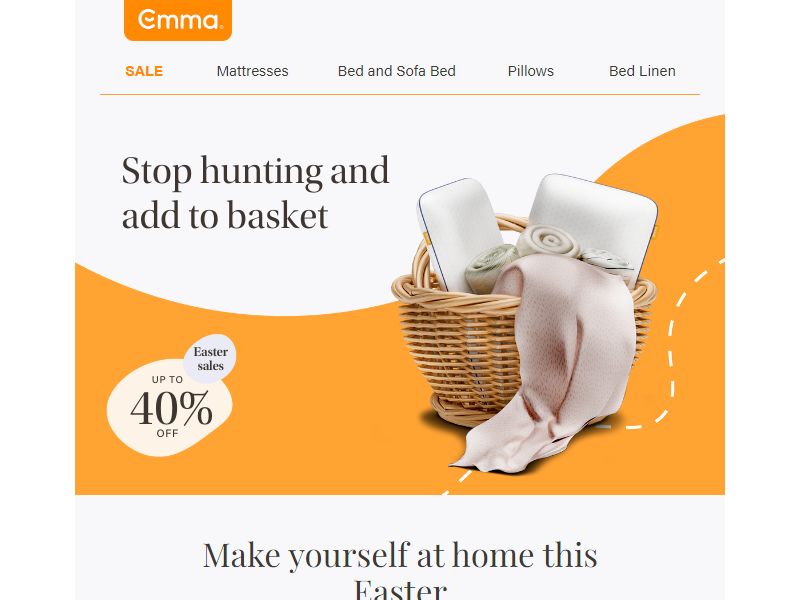 Emma
SALE Mattresses Bed and Sofa Bed Pillows Bed Linen
Stop hunting and
add to basket
Easter
sales
UP TO
40%
OFF
Make yourself at home this
Easter